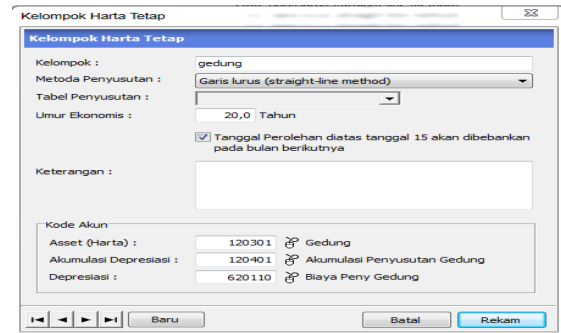 Kelompok Harta Tetap
Kelompok Harta Tetap
Kelompok : gedung
Metoda Penyusutan : Garis lurus (straight-line method)
Tabel Penyusutan :
Umur Ekonomis : 20,0 Tahun
Tanggal Perolehan diatas tanggal 15 akan dibebankan
pada bulan berikutnya
Keterangan :
Kode Akun
Asset (Harta) : 120301 Gedung
Akumulasi Depresiasi : 120401 Akumulasi Penyusutan Gedung
Depresiasi : 620110 Biaya Peny Gedung
Baru Batal Rekam